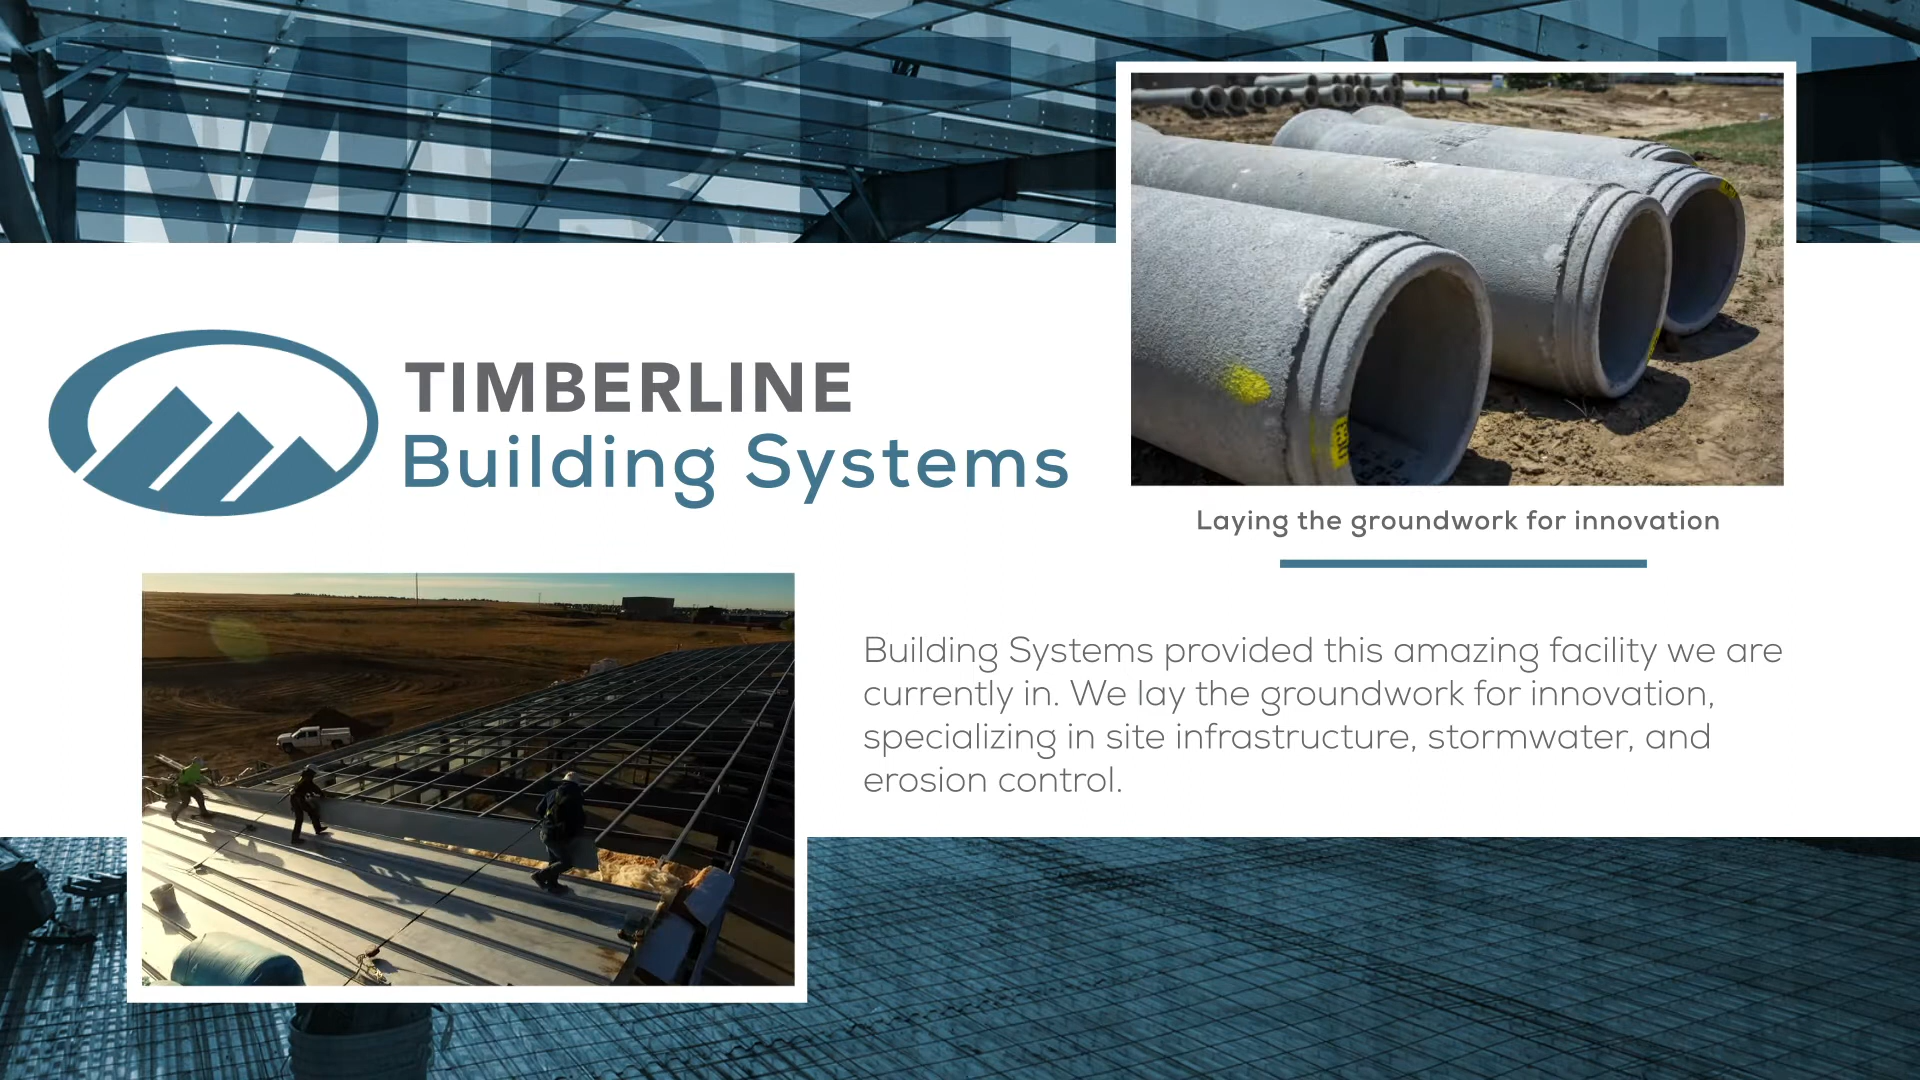 TIMBERLINE
Building Systems
Laying the groundwork for innovation
Building Systems provided this amazing facility we are
currently in. We lay the groundwork for innovation,
specializing in site infrastructure, stormwater, and
erosion control.